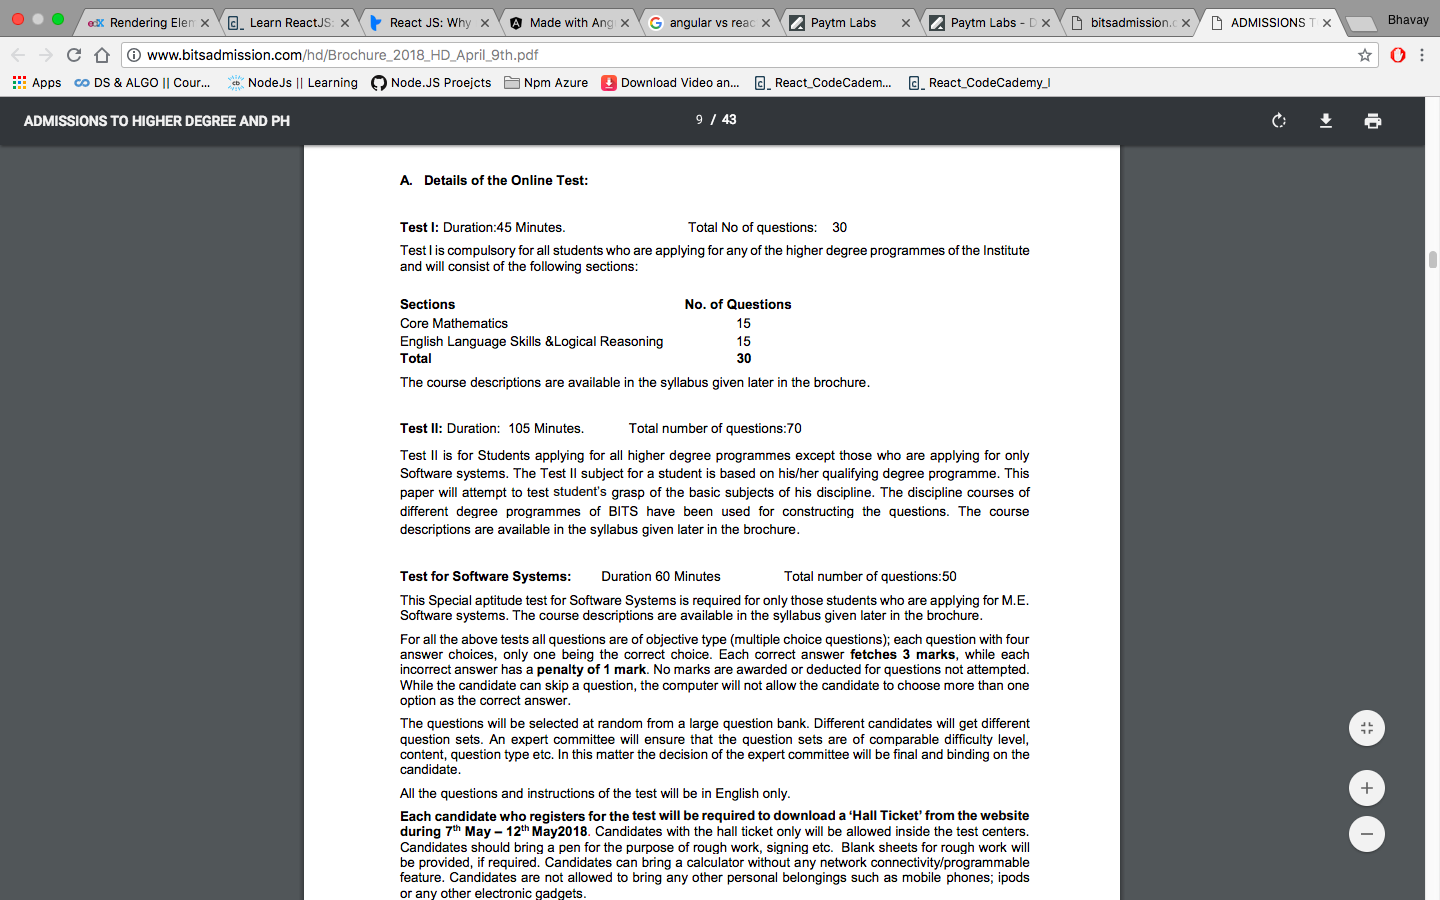 Rendering Elem
Learn ReactJS:
React JS: Why
Made with Ang
angular vs reac
Paytm Labs
Paytm Labs - D
bitsadmission.c
ADMISSIONS T
Bhavay
www.bitsadmission.com/hd/Brochure_2018_HD_April_9th.pdf
Apps
DS & ALGO || Cour...
NodeJs || Learning
Node.JS Proejcts
Npm Azure
Download Video an...
React_CodeCadem...
React_CodeCademy_I
ADMISSIONS TO HIGHER DEGREE AND PH
9 / 43
A. Details of the Online Test:
Test I: Duration:45 Minutes. Total No of questions: 30
Test I is compulsory for all students who are applying for any of the higher degree programmes of the Institute
and will consist of the following sections:
Sections No. of Questions
Core Mathematics 15
English Language Skills &Logical Reasoning 15
Total 30
The course descriptions are available in the syllabus given later in the brochure.
Test II: Duration: 105 Minutes. Total number of questions:70
Test II is for Students applying for all higher degree programmes except those who are applying for only
Software systems. The Test II subject for a student is based on his/her qualifying degree programme. This
paper will attempt to test student's grasp of the basic subjects of his discipline. The discipline courses of
different degree programmes of BITS have been used for constructing the questions. The course
descriptions are available in the syllabus given later in the brochure.
Test for Software Systems: Duration 60 Minutes Total number of questions:50
This Special aptitude test for Software Systems is required for only those students who are applying for M.E.
Software systems. The course descriptions are available in the syllabus given later in the brochure.
For all the above tests all questions are of objective type (multiple choice questions); each question with four
answer choices, only one being the correct choice. Each correct answer fetches 3 marks, while each
incorrect answer has a penalty of 1 mark. No marks are awarded or deducted for questions not attempted.
While the candidate can skip a question, the computer will not allow the candidate to choose more than one
option as the correct answer.
The questions will be selected at random from a large question bank. Different candidates will get different
question sets. An expert committee will ensure that the question sets are of comparable difficulty level,
content, question type etc. In this matter the decision of the expert committee will be final and binding on the
candidate.
All the questions and instructions of the test will be in English only.
Each candidate who registers for the test will be required to download a 'Hall Ticket' from the website
during 7th May – 12th May2018. Candidates with the hall ticket only will be allowed inside the test centers.
Candidates should bring a pen for the purpose of rough work, signing etc. Blank sheets for rough work will
be provided, if required. Candidates can bring a calculator without any network connectivity/programmable
feature. Candidates are not allowed to bring any other personal belongings such as mobile phones; ipods
or any other electronic gadgets.